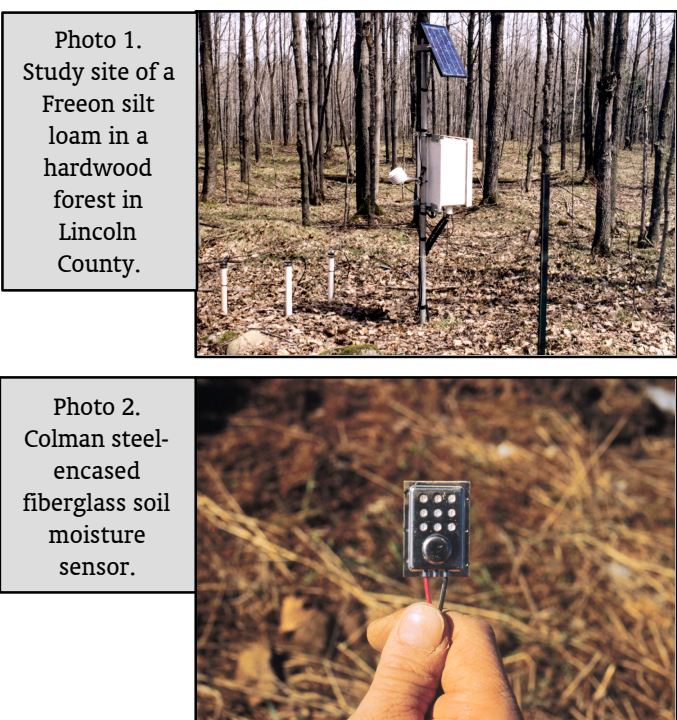 Photo 1.
Study site of a
Freeon silt
loam in a
hardwood
forest in
Lincoln
County.
Photo 2.
Colman steel-
encased
fiberglass soil
moisture
sensor.